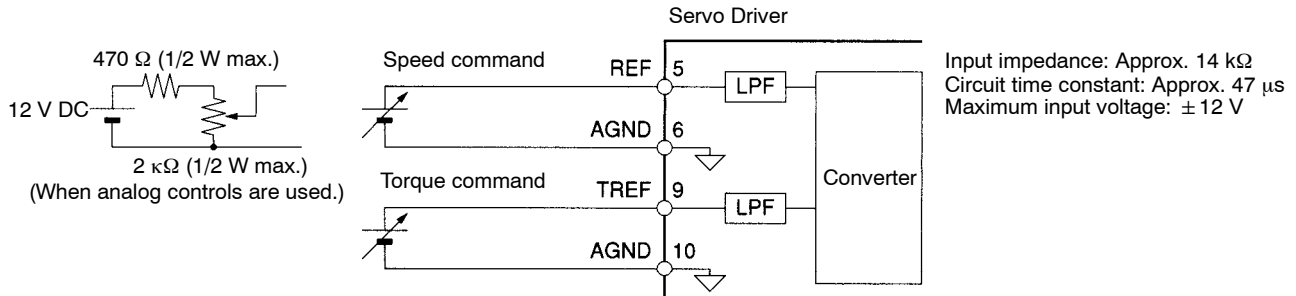 Servo Driver
470 Ω (1/2 W max.)
12 V DC
2 κΩ (1/2 W max.)
(When analog controls are used.)
Speed command
REF 5
LPF
AGND 6
Torque command
TREF 9
LPF
AGND 10
Converter
Input impedance: Approx. 14 kΩ
Circuit time constant: Approx. 47 μs
Maximum input voltage: ± 12 V